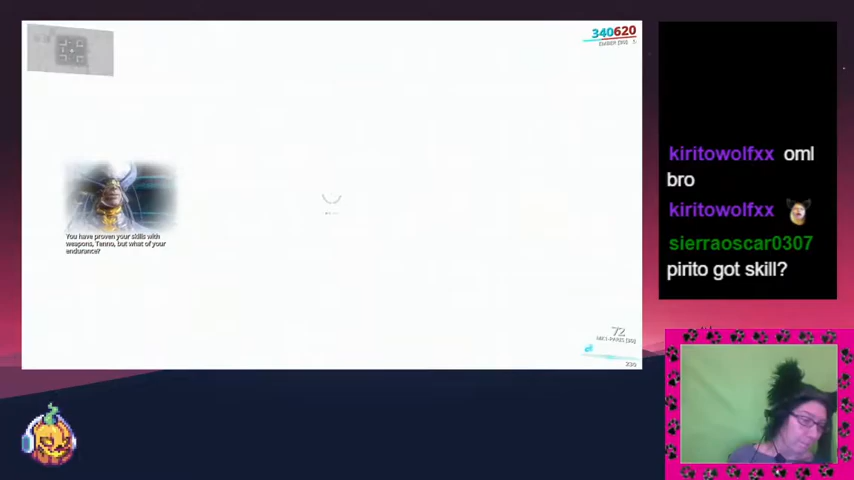 340620
You have proven your skills with
weapons, Tenno, but what of your
endurance?
72
kiritowolfxx oml
bro
kiritowolfxx
sierraoscar0307
pirito got skill?